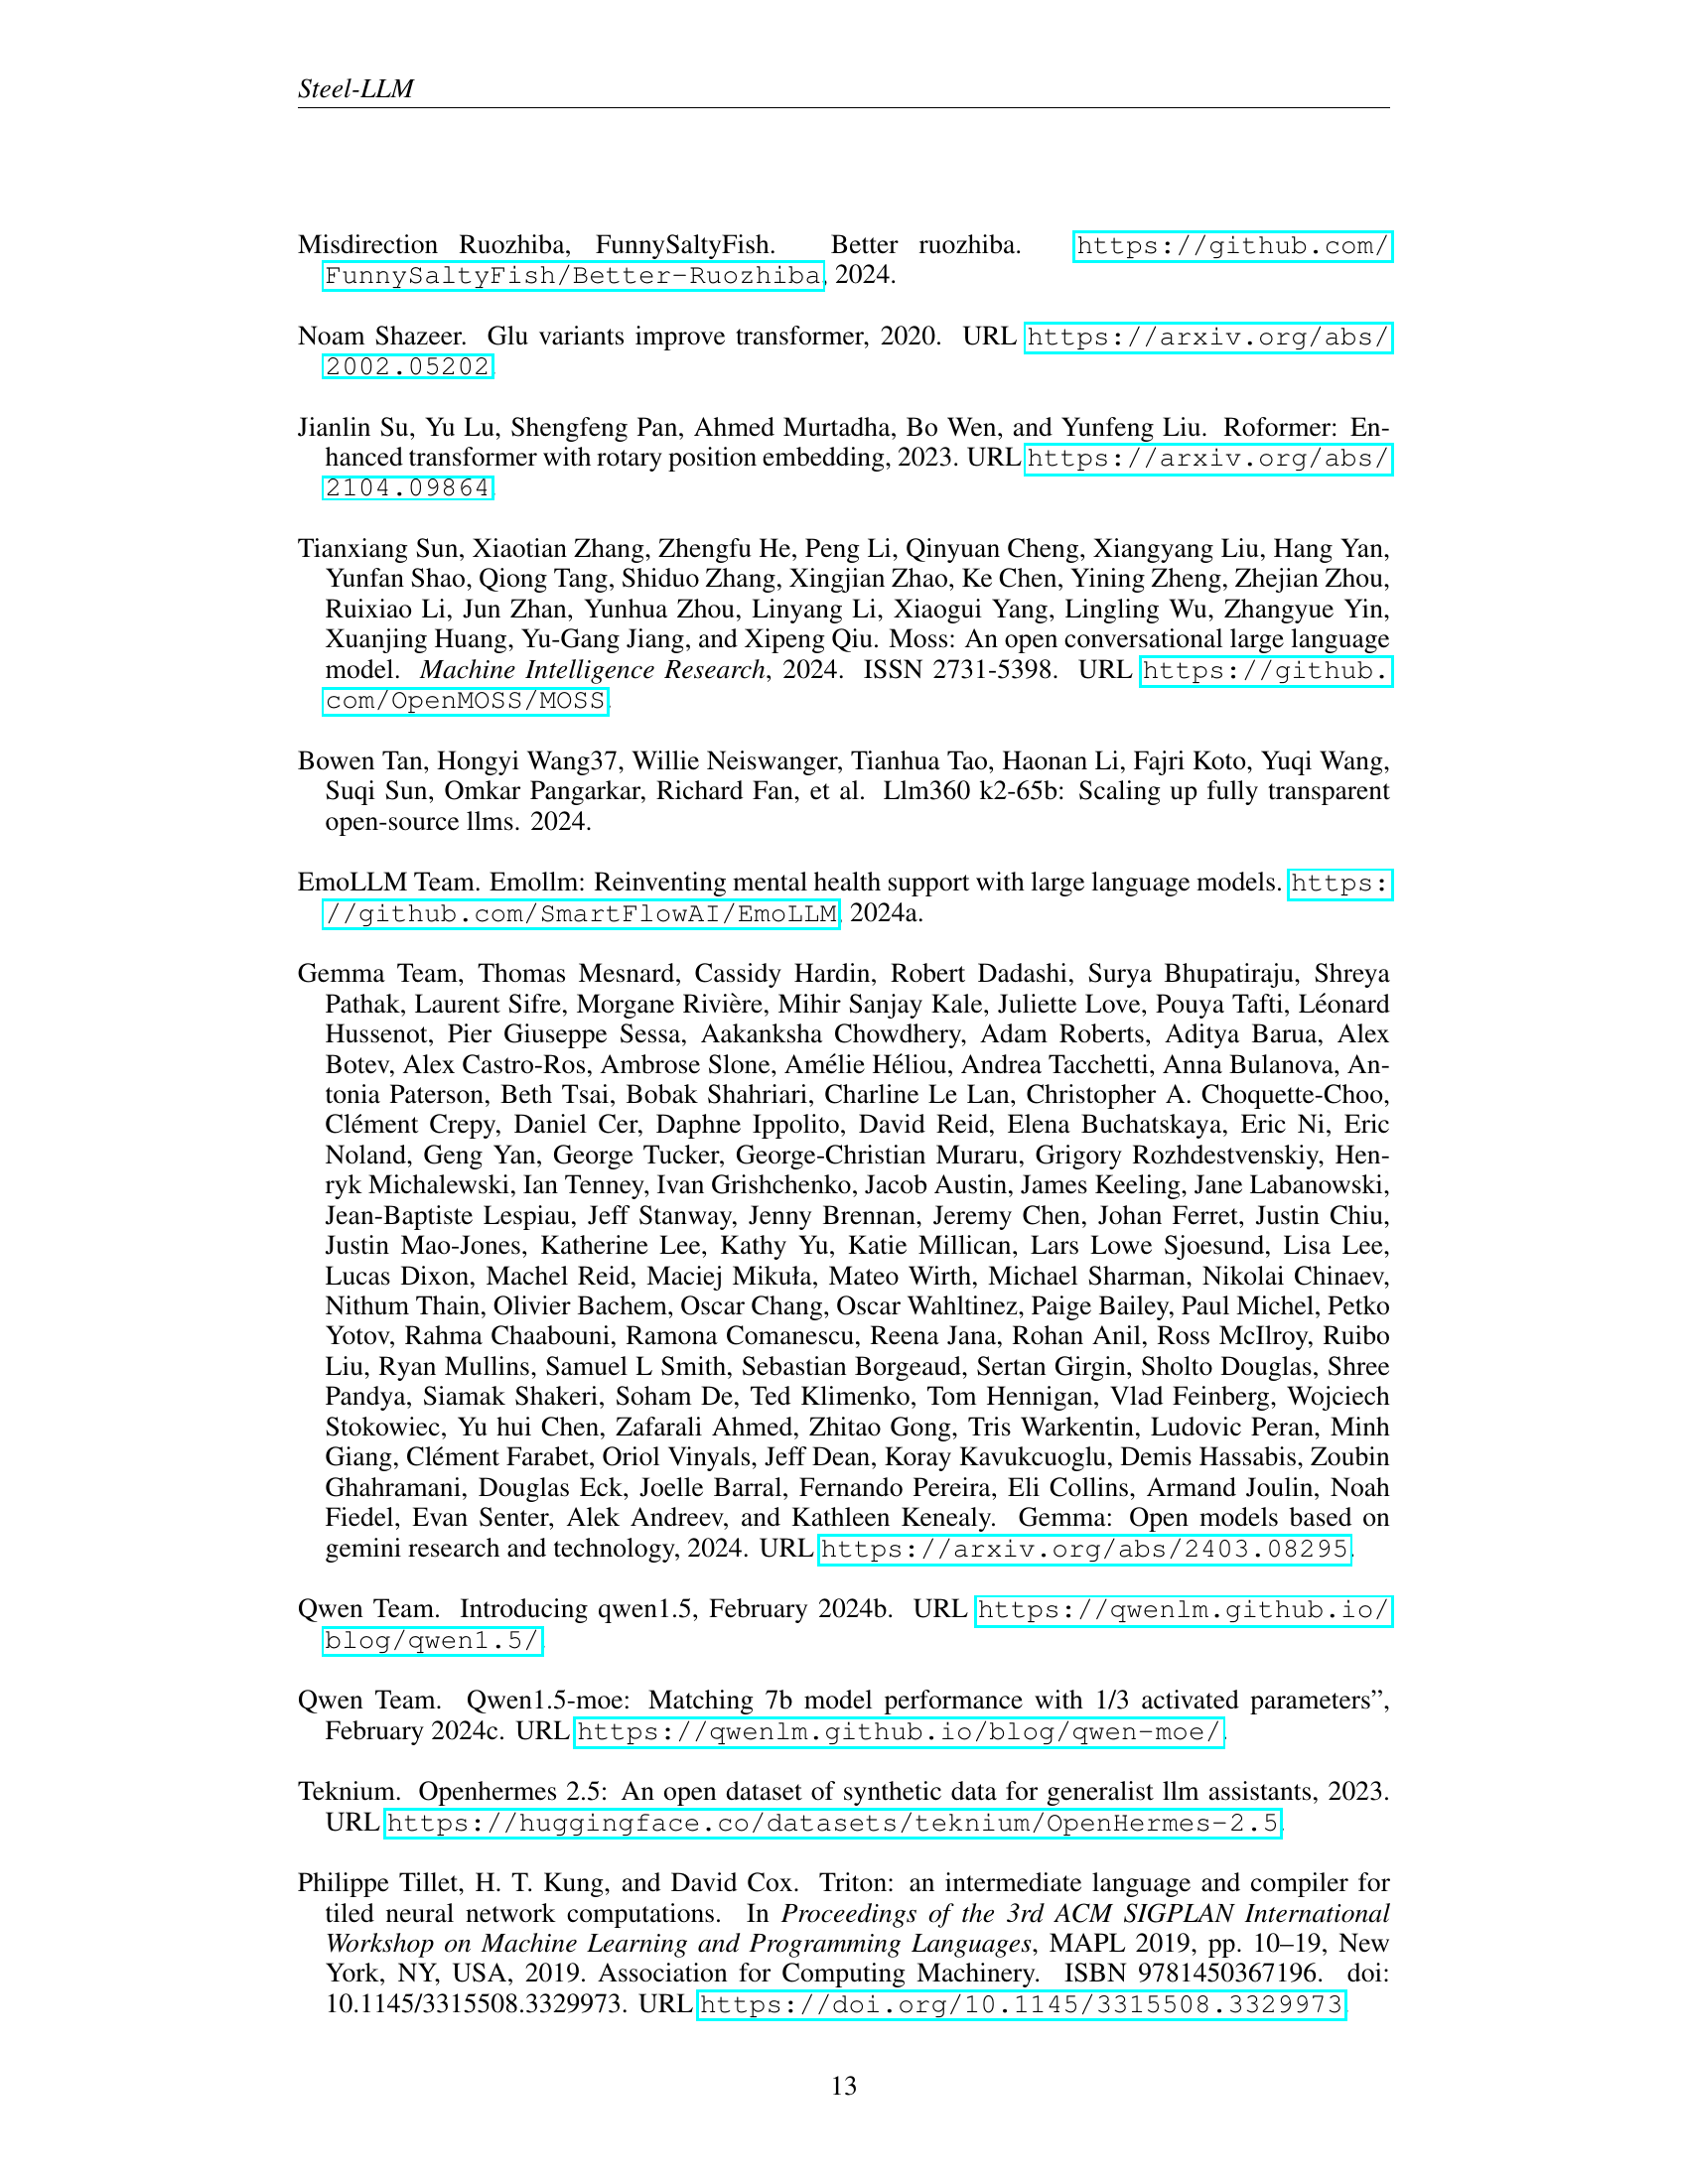 Steel-LLM
Misdirection Ruozhiba, FunnySaltyFish. Better ruozhiba. https://github.com/
FunnySaltyFish/Better-Ruozhiba, 2024.
Noam Shazeer. Glu variants improve transformer, 2020. URL https://arxiv.org/abs/
2002.05202.
Jianlin Su, Yu Lu, Shengfeng Pan, Ahmed Murtadha, Bo Wen, and Yunfeng Liu. Roformer: En-
hanced transformer with rotary position embedding, 2023. URL https://arxiv.org/abs/
2104.09864.
Tianxiang Sun, Xiaotian Zhang, Zhengfu He, Peng Li, Qinyuan Cheng, Xiangyang Liu, Hang Yan,
Yunfan Shao, Qiong Tang, Shiduo Zhang, Xingjian Zhao, Ke Chen, Yining Zheng, Zhejian Zhou,
Ruixiao Li, Jun Zhan, Yunhua Zhou, Linyang Li, Xiaogui Yang, Lingling Wu, Zhangyue Yin,
Xuanjing Huang, Yu-Gang Jiang, and Xipeng Qiu. Moss: An open conversational large language
model. Machine Intelligence Research, 2024. ISSN 2731-5398. URL https://github.
com/OpenMOSS/MOSS.
Bowen Tan, Hongyi Wang37, Willie Neiswanger, Tianhua Tao, Haonan Li, Fajri Koto, Yuqi Wang,
Suqi Sun, Omkar Pangarkar, Richard Fan, et al. Llm360 k2-65b: Scaling up fully transparent
open-source llms. 2024.
EmoLLM Team. Emollm: Reinventing mental health support with large language models. https:
//github.com/SmartFlowAI/EmoLLM, 2024a.
Gemma Team, Thomas Mesnard, Cassidy Hardin, Robert Dadashi, Surya Bhupatiraju, Shreya
Pathak, Laurent Sifre, Morgane Rivière, Mihir Sanjay Kale, Juliette Love, Pouya Tafti, Léonard
Hussenot, Pier Giuseppe Sessa, Aakanksha Chowdhery, Adam Roberts, Aditya Barua, Alex
Botev, Alex Castro-Ros, Ambrose Slone, Amélie Héliou, Andrea Tacchetti, Anna Bulanova, An-
tonia Paterson, Beth Tsai, Bobak Shahriari, Charline Le Lan, Christopher A. Choquette-Choo,
Clément Crepy, Daniel Cer, Daphne Ippolito, David Reid, Elena Buchatskaya, Eric Ni, Eric
Noland, Geng Yan, George Tucker, George-Christian Muraru, Grigory Rozhdestvenskiy, Hen-
ryk Michalewski, Ian Tenney, Ivan Grishchenko, Jacob Austin, James Keeling, Jane Labanowski,
Jean-Baptiste Lespiau, Jeff Stanway, Jenny Brennan, Jeremy Chen, Johan Ferret, Justin Chiu,
Justin Mao-Jones, Katherine Lee, Kathy Yu, Katie Millican, Lars Lowe Sjoesund, Lisa Lee,
Lucas Dixon, Machel Reid, Maciej Mikuła, Mateo Wirth, Michael Sharman, Nikolai Chinaev,
Nithum Thain, Olivier Bachem, Oscar Chang, Oscar Wahltinez, Paige Bailey, Paul Michel, Petko
Yotov, Rahma Chaabouni, Ramona Comanescu, Reena Jana, Rohan Anil, Ross McIlroy, Ruibo
Liu, Ryan Mullins, Samuel L Smith, Sebastian Borgeaud, Sertan Girgin, Sholto Douglas, Shree
Pandya, Siamak Shakeri, Soham De, Ted Klimenko, Tom Hennigan, Vlad Feinberg, Wojciech
Stokowiec, Yu hui Chen, Zafarali Ahmed, Zhitao Gong, Tris Warkentin, Ludovic Peran, Minh
Giang, Clément Farabet, Oriol Vinyals, Jeff Dean, Koray Kavukcuoglu, Demis Hassabis, Zoubin
Ghahramani, Douglas Eck, Joelle Barral, Fernando Pereira, Eli Collins, Armand Joulin, Noah
Fiedel, Evan Senter, Alek Andreev, and Kathleen Kenealy. Gemma: Open models based on
gemini research and technology, 2024. URL https://arxiv.org/abs/2403.08295.
Qwen Team. Introducing qwen1.5, February 2024b. URL https://qwenlm.github.io/
blog/qwen1.5/.
Qwen Team. Qwen1.5-moe: Matching 7b model performance with 1/3 activated parameters”,
February 2024c. URL https://qwenlm.github.io/blog/qwen-moe/.
Teknium. Openhermes 2.5: An open dataset of synthetic data for generalist llm assistants, 2023.
URL https://huggingface.co/datasets/teknium/OpenHermes-2.5.
Philippe Tillet, H. T. Kung, and David Cox. Triton: an intermediate language and compiler for
tiled neural network computations. In Proceedings of the 3rd ACM SIGPLAN International
Workshop on Machine Learning and Programming Languages, MAPL 2019, pp. 10–19, New
York, NY, USA, 2019. Association for Computing Machinery. ISBN 9781450367196. doi:
10.1145/3315508.3329973. URL https://doi.org/10.1145/3315508.3329973.
13